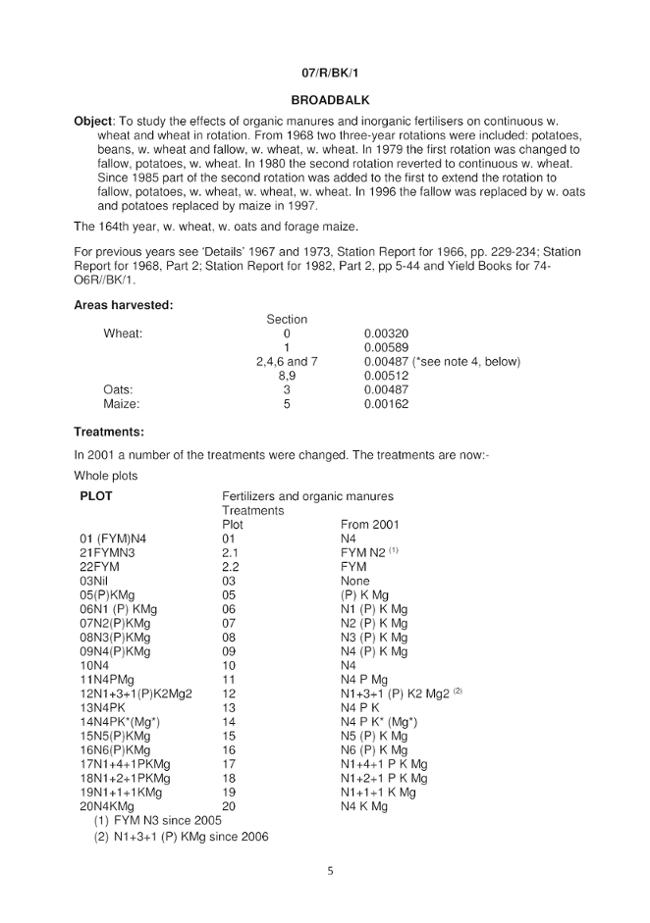 07/R/BK/1
BROADBALK
Object: To study the effects of organic manures and inorganic fertilisers on continuous w.
wheat and wheat in rotation. From 1968 two three-year rotations were included: potatoes,
beans, w. wheat and fallow, w. wheat, w. wheat. In 1979 the first rotation was changed to
fallow, potatoes, w. wheat. In 1980 the second rotation reverted to continuous w. wheat.
Since 1985 part of the second rotation was added to the first to extend the rotation to
fallow, potatoes, w. wheat, w. wheat, w. wheat. In 1996 the fallow was replaced by w. oats
and potatoes replaced by maize in 1997.
The 164th year, w. wheat, w. oats and forage maize.
For previous years see 'Details' 1967 and 1973, Station Report for 1966, pp. 229-234; Station
Report for 1968, Part 2; Station Report for 1982, Part 2, pp 5-44 and Yield Books for 74-
O6R//BK/1.
Areas harvested:
Section
Wheat: 0 0.00320
1 0.00589
2,4,6 and 7 0.00487 (*see note 4, below)
8,9 0.00512
Oats: 3 0.00487
Maize: 5 0.00162
Treatments:
In 2001 a number of the treatments were changed. The treatments are now:-
Whole plots
PLOT Fertilizers and organic manures
Treatments
Plot From 2001
01 (FYM)N4 01 N4
21FYMN3 2.1 FYM N2 (1)
22FYM 2.2 FYM
03Nil 03 None
05(P)KMg 05 (P) K Mg
06N1 (P) KMg 06 N1 (P) K Mg
07N2(P)KMg 07 N2 (P) K Mg
08N3(P)KMg 08 N3 (P) K Mg
09N4(P)KMg 09 N4 (P) K Mg
10N4 10 N4
11N4PMg 11 N4 P Mg
12N1+3+1(P)K2Mg2 12 N1+3+1 (P) K2 Mg2 (2)
13N4PK 13 N4 P K
14N4PK*(Mg*) 14 N4 P K* (Mg*)
15N5(P)KMg 15 N5 (P) K Mg
16N6(P)KMg 16 N6 (P) K Mg
17N1+4+1PKMg 17 N1+4+1 P K Mg
18N1+2+1PKMg 18 N1+2+1 P K Mg
19N1+1+1KMg 19 N1+1+1 K Mg
20N4KMg 20 N4 K Mg
(1) FYM N3 since 2005
(2) N1+3+1 (P) KMg since 2006
5